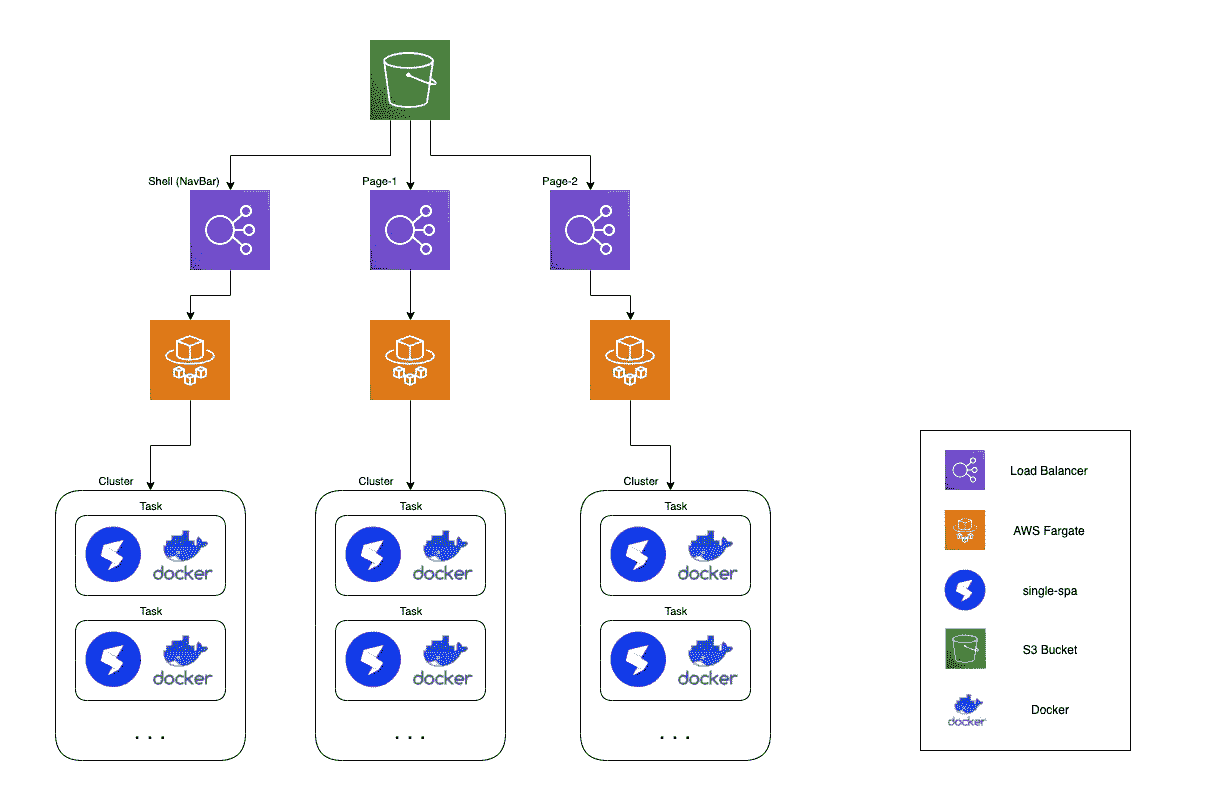 Shell (NavBar)
Page-1
Page-2
Cluster
Cluster
Cluster
Task
Task
Task
docker
docker
docker
Task
Task
Task
docker
docker
docker
. . .
. . .
. . .
Load Balancer
AWS Fargate
single-spa
S3 Bucket
docker
Docker